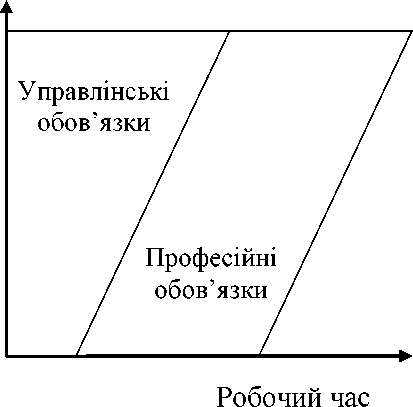 Управлінські
обов’язки
Професійні
обов’язки
Робочий час